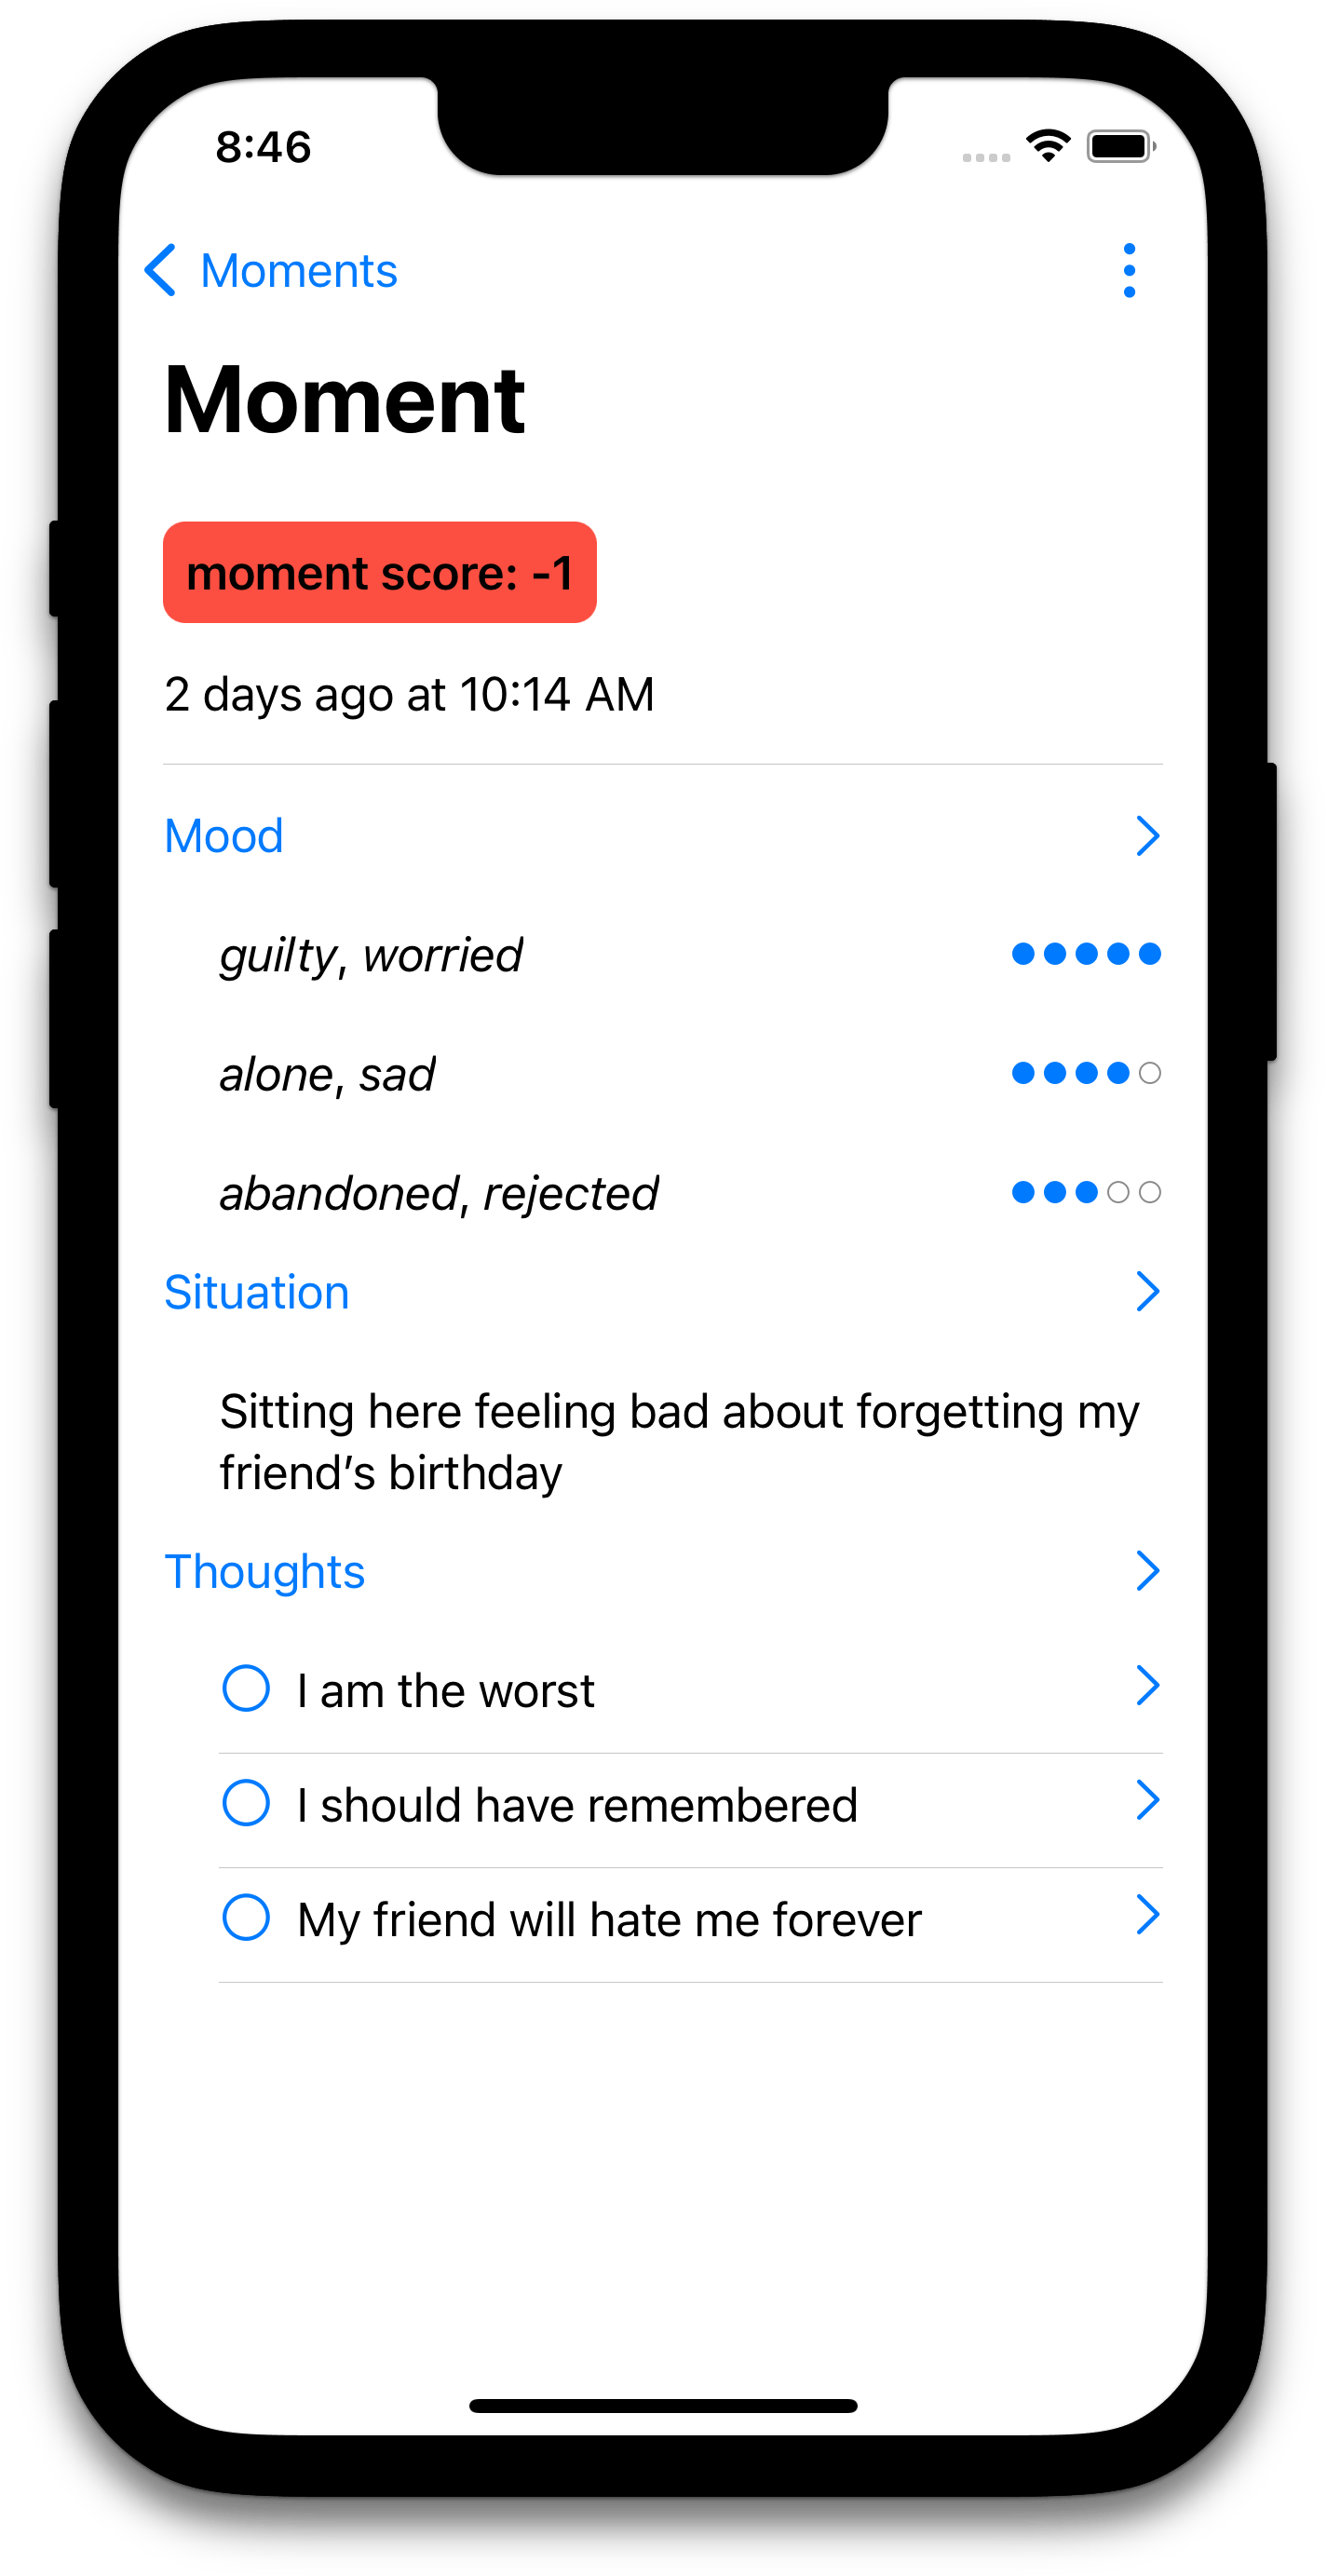 8:46
Moments
Moment
moment score: -1
2 days ago at 10:14 AM
Mood
guilty, worried
alone, sad
abandoned, rejected
Situation
Sitting here feeling bad about forgetting my
friend’s birthday
Thoughts
I am the worst
I should have remembered
My friend will hate me forever